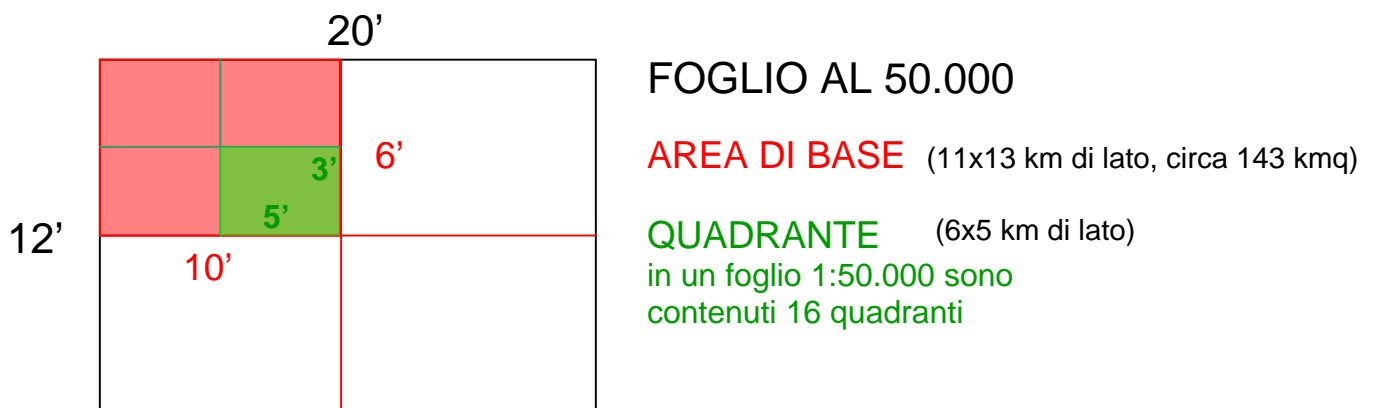 20’
FOGLIO AL 50.000
AREA DI BASE (11x13 km di lato, circa 143 kmq)
6’
3’
5’
12’
QUADRANTE (6x5 km di lato)
10’
in un foglio 1:50.000 sono
contenuti 16 quadranti